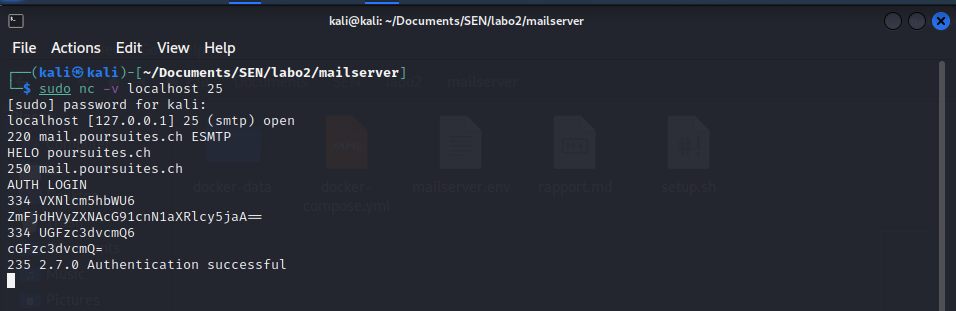 kali@kali: ~/Documents/SEN/labo2/mailserver
File Actions Edit View Help
┌──(kali㉿kali)-[~/Documents/SEN/labo2/mailserver]
└─$ sudo nc -v localhost 25
[sudo] password for kali:
localhost [127.0.0.1] 25 (smtp) open
220 mail.poursuites.ch ESMTP
HELO poursuites.ch
250 mail.poursuites.ch
AUTH LOGIN
334 VXNlcm5hbWU6
ZmFjdHVyZXNAcG91cnN1aXRlcy5jaA==
334 UGFzc3dvcmQ6
cGFzc3dvcmQ=
235 2.7.0 Authentication successful
docker-data
docker-compose.yml
mailserver.env
rapport.md
setup.sh
Music
Pictures